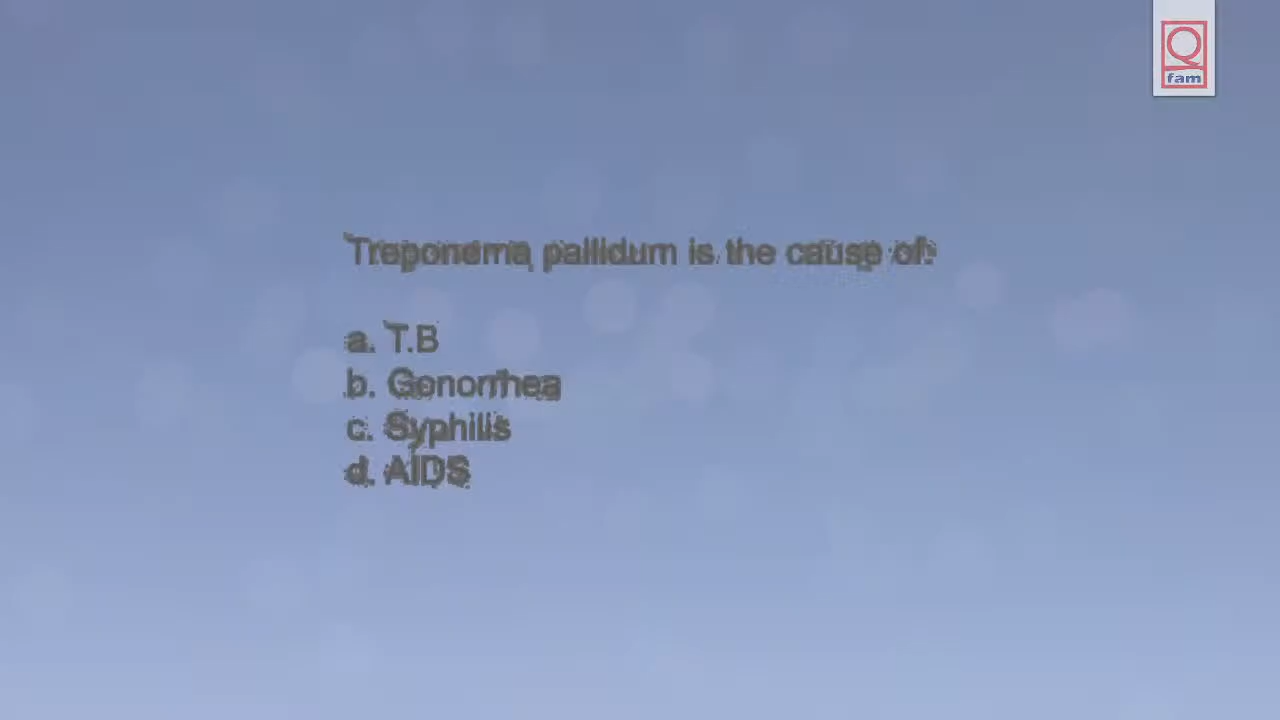 Q
fam
Treponema pallidum is the cause of:
a. T.B
b. Gonorrhea
c. Syphilis
d. AIDS